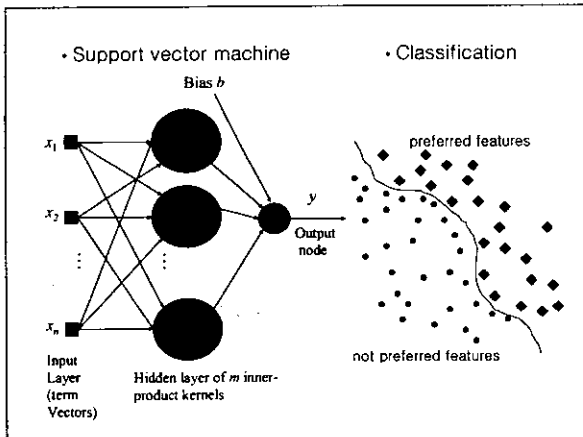 • Support vector machine
• Classification
Bias b
preferred features
x1
y
x2
Output
node
⋮
⋮
xn
not preferred features
Input
Layer
(term
Vectors)
Hidden layer of m inner-
product kernels